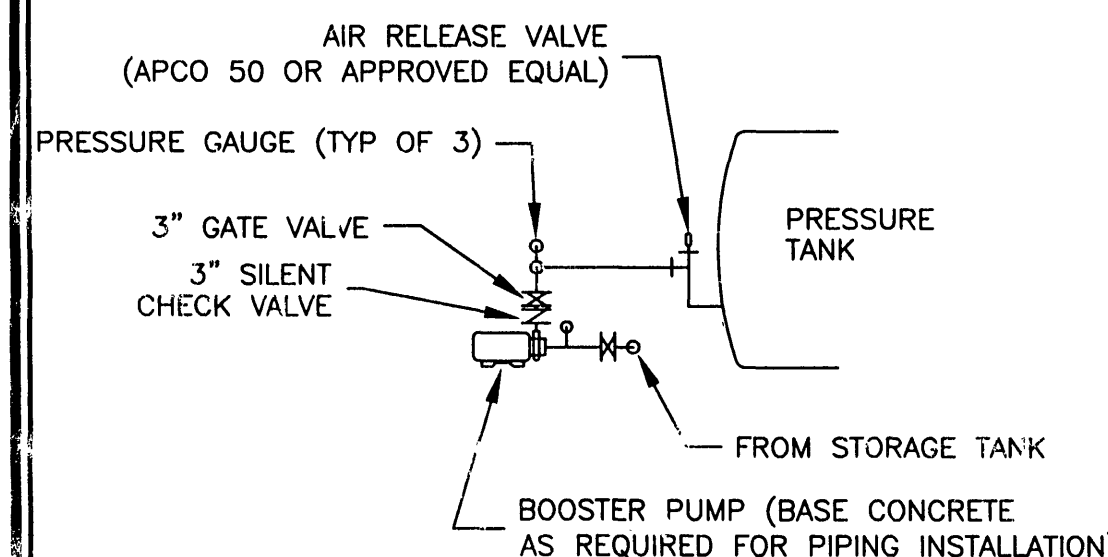 AIR RELEASE VALVE
(APCO 50 OR APPROVED EQUAL)
PRESSURE GAUGE (TYP OF 3)
3" GATE VALVE
3" SILENT
CHECK VALVE
PRESSURE
TANK
FROM STORAGE TANK
BOOSTER PUMP (BASE CONCRETE
AS REQUIRED FOR PIPING INSTALLATION)